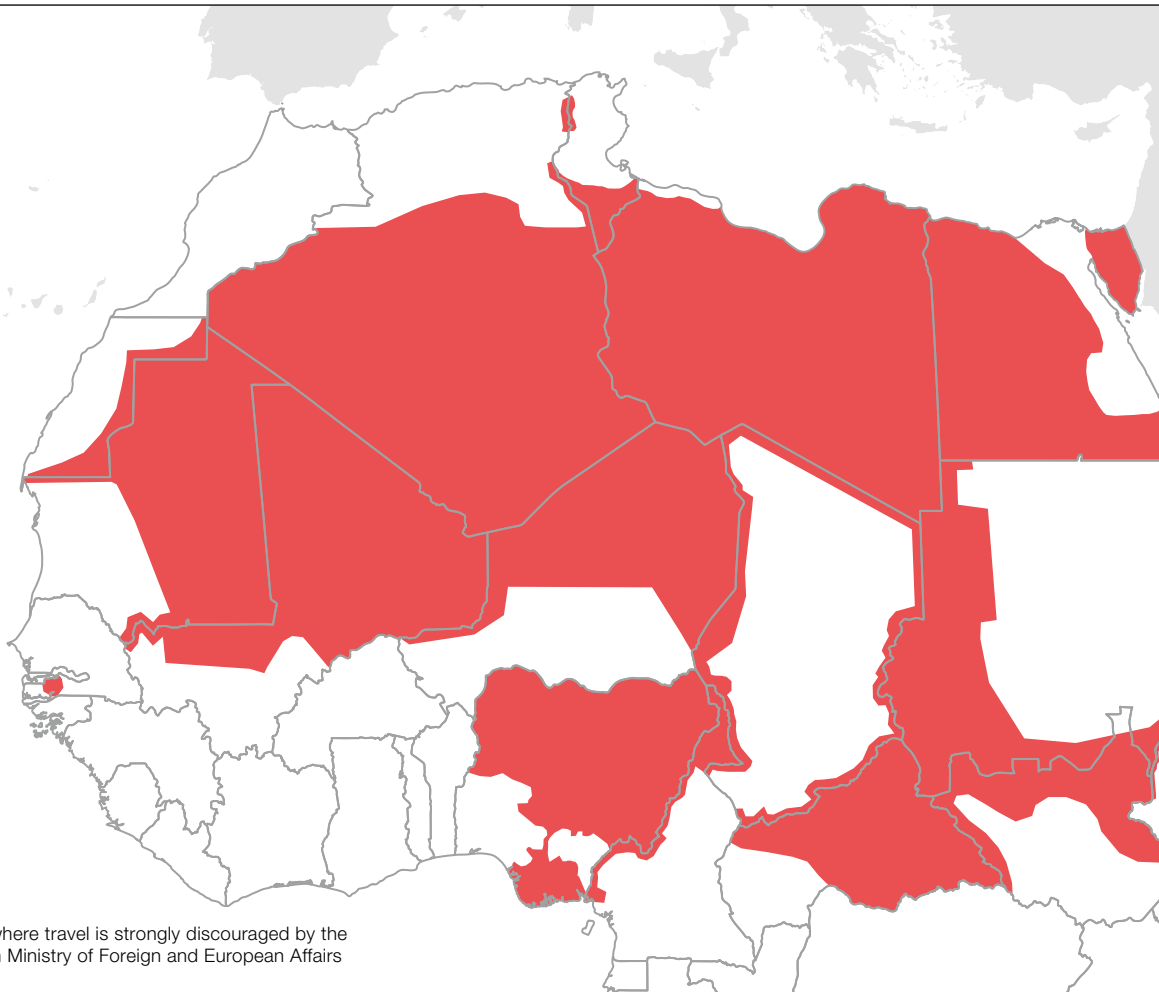 where travel is strongly discouraged by the
Ministry of Foreign and European Affairs